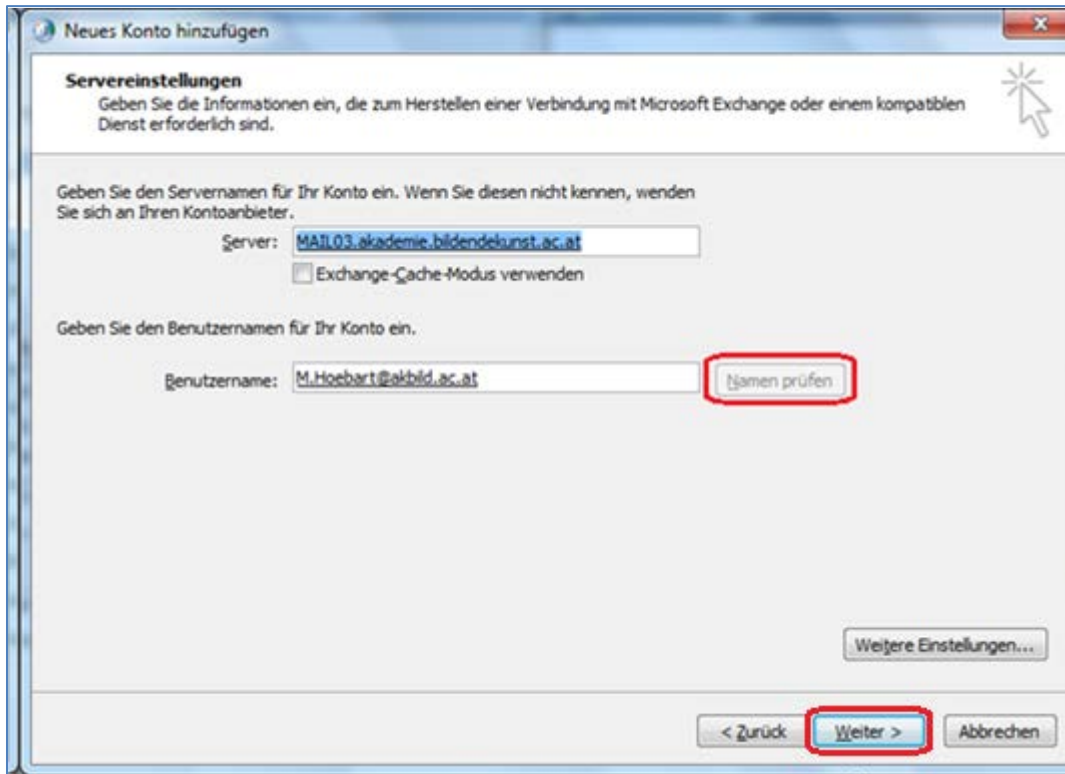 Neues Konto hinzufügen
Servereinstellungen
Geben Sie die Informationen ein, die zum Herstellen einer Verbindung mit Microsoft Exchange oder einem kompatiblen
Dienst erforderlich sind.
Geben Sie den Servernamen für Ihr Konto ein. Wenn Sie diesen nicht kennen, wenden
Sie sich an Ihren Kontoanbieter.
Server: MAIL03.akademie.bildendekunst.ac.at
Exchange-Cache-Modus verwenden
Geben Sie den Benutzernamen für Ihr Konto ein.
Benutzername: M.Hoebart@akbild.ac.at Namen prüfen
Weitere Einstellungen...
< Zurück Weiter > Abbrechen